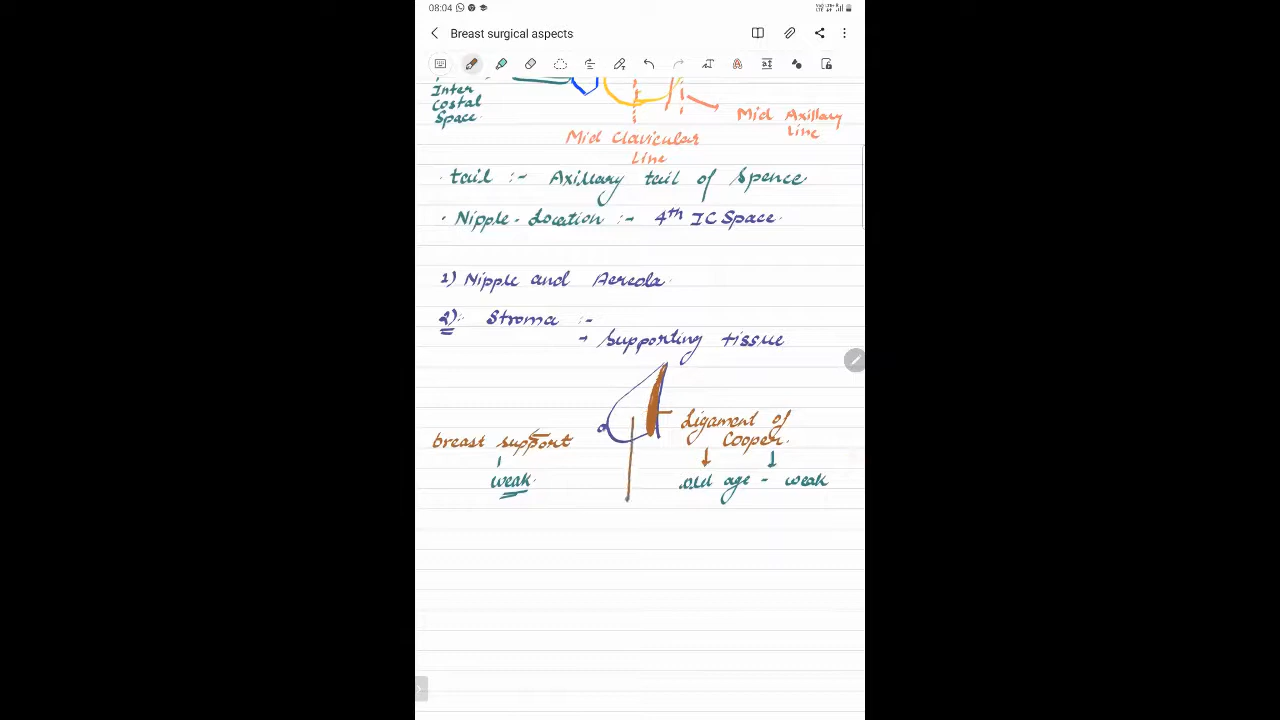 08:04
Breast surgical aspects
Inter
Costal
Space.
Mid Clavicular
Line
Mid Axillary
Line
· tail :- Axillary tail of Spence
· Nipple - Location :- 4th IC Space.
1) Nipple and Aereola.
2):· Stroma :-
→ Supporting tissue
breast support
weak.
Ligament of
Cooper.
old age - weak